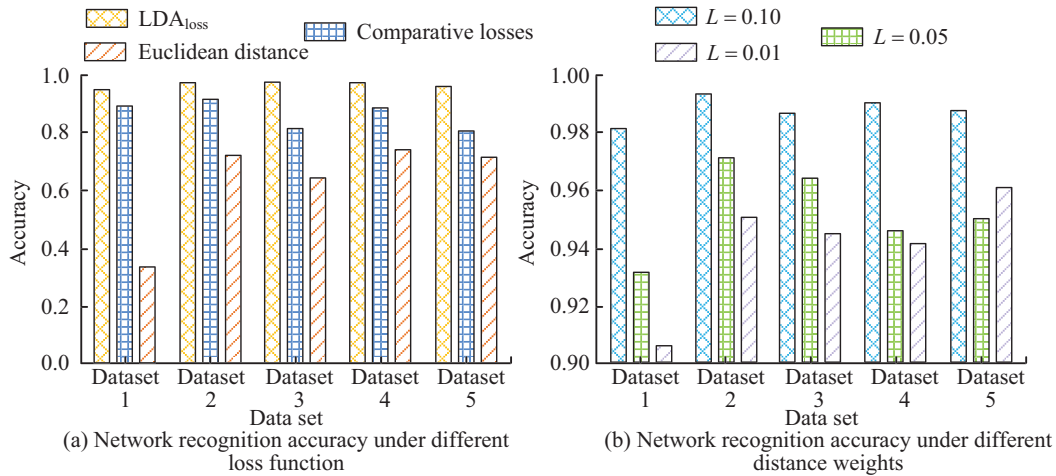 LDAloss
Comparative losses
Euclidean distance
1.0
0.8
0.6
0.4
0.2
0.0
Accuracy
Dataset Dataset Dataset Dataset Dataset
1 2 3 4 5
Data set
(a) Network recognition accuracy under different
loss function
L = 0.10
L = 0.05
L = 0.01
1.00
0.98
0.96
0.94
0.92
0.90
Accuracy
Dataset Dataset Dataset Dataset Dataset
1 2 3 4 5
Data set
(b) Network recognition accuracy under different
distance weights